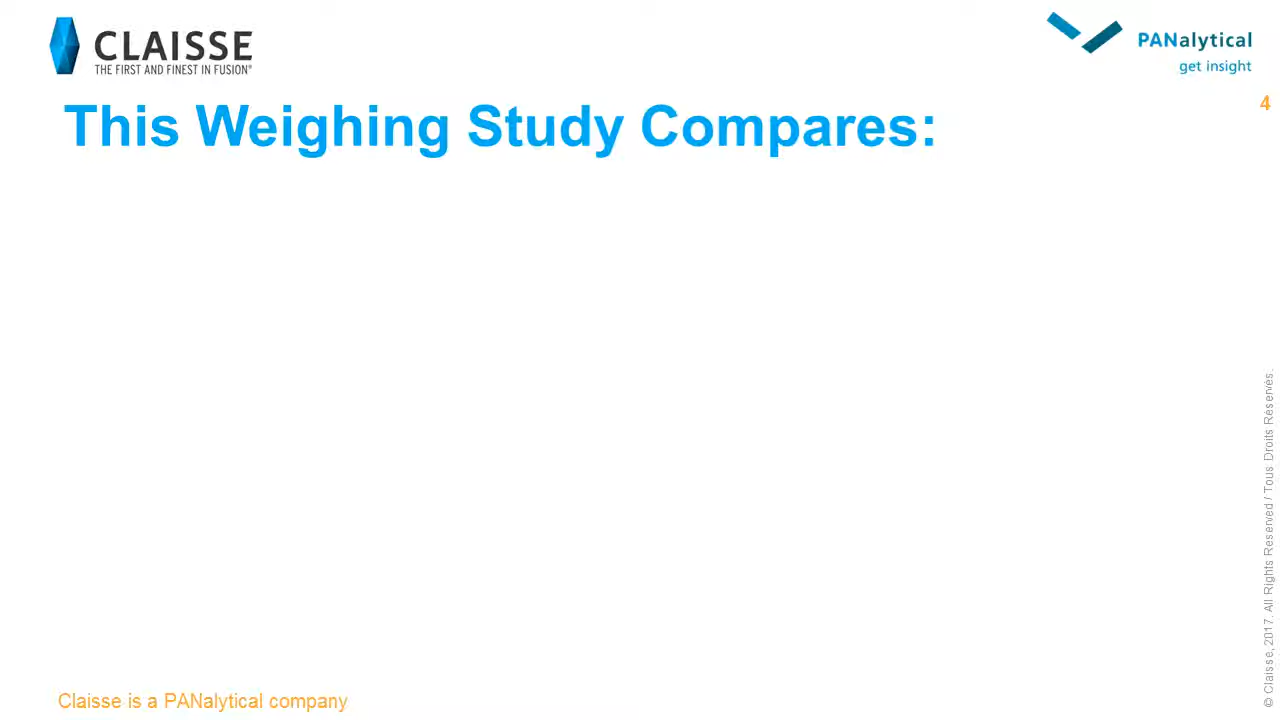 CLAISSE
THE FIRST AND FINEST IN FUSION®
PANalytical
get insight
4
This Weighing Study Compares:
© Claisse, 2017. All Rights Reserved / Tous Droits Réservés.
Claisse is a PANalytical company